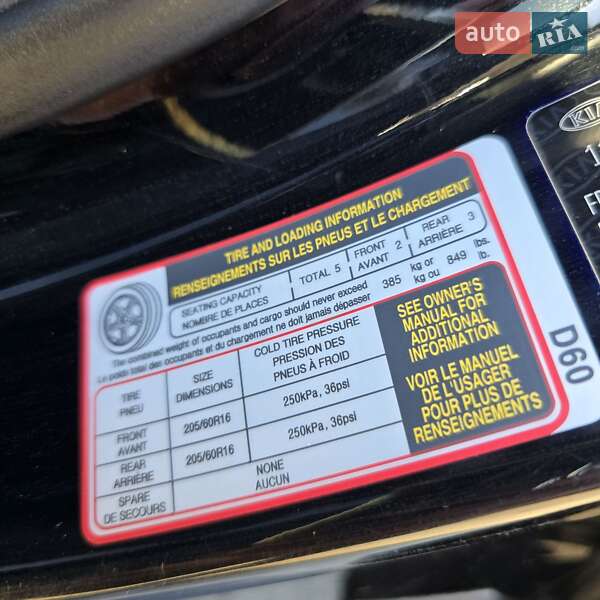 auto RIA
.com
TIRE AND LOADING INFORMATION
RENSEIGNEMENTS SUR LES PNEUS ET LE CHARGEMENT
SEATING CAPACITY
NOMBRE DE PLACES
TOTAL 5
FRONT
AVANT
2
REAR
ARRIÈRE
3
The combined weight of occupants and cargo should never exceed
Le poids total des occupants et du chargement ne doit jamais dépasser
385
kg or
kg ou
849
lbs.
lb.
TIRE
PNEU
SIZE
DIMENSIONS
COLD TIRE PRESSURE
PRESSION DES
PNEUS À FROID
FRONT
AVANT
205/60R16
250kPa, 36psi
REAR
ARRIÈRE
205/60R16
250kPa, 36psi
SPARE
DE SECOURS
NONE
AUCUN
SEE OWNER'S
MANUAL FOR
ADDITIONAL
INFORMATION
VOIR LE MANUEL
DE L'USAGER
POUR PLUS DE
RENSEIGNEMENTS
D60
KIA